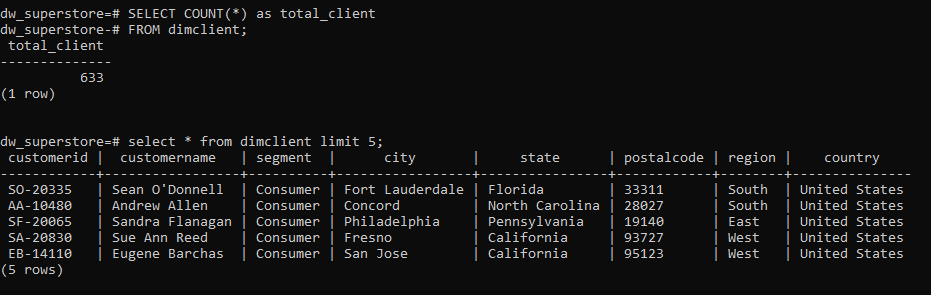 dw_superstore=# SELECT COUNT(*) as total_client
dw_superstore-# FROM dimclient;
 total_client
--------------
          633
(1 row)

dw_superstore=# select * from dimclient limit 5;
 customerid |  customername   | segment  |      city       |     state      | postalcode | region |    country
------------+-----------------+----------+-----------------+----------------+------------+--------+---------------
 SO-20335   | Sean O'Donnell  | Consumer | Fort Lauderdale | Florida        | 33311      | South  | United States
 AA-10480   | Andrew Allen    | Consumer | Concord         | North Carolina | 28027      | South  | United States
 SF-20065   | Sandra Flanagan | Consumer | Philadelphia    | Pennsylvania   | 19140      | East   | United States
 SA-20830   | Sue Ann Reed    | Consumer | Fresno          | California     | 93727      | West   | United States
 EB-14110   | Eugene Barchas  | Consumer | San Jose        | California     | 95123      | West   | United States
(5 rows)